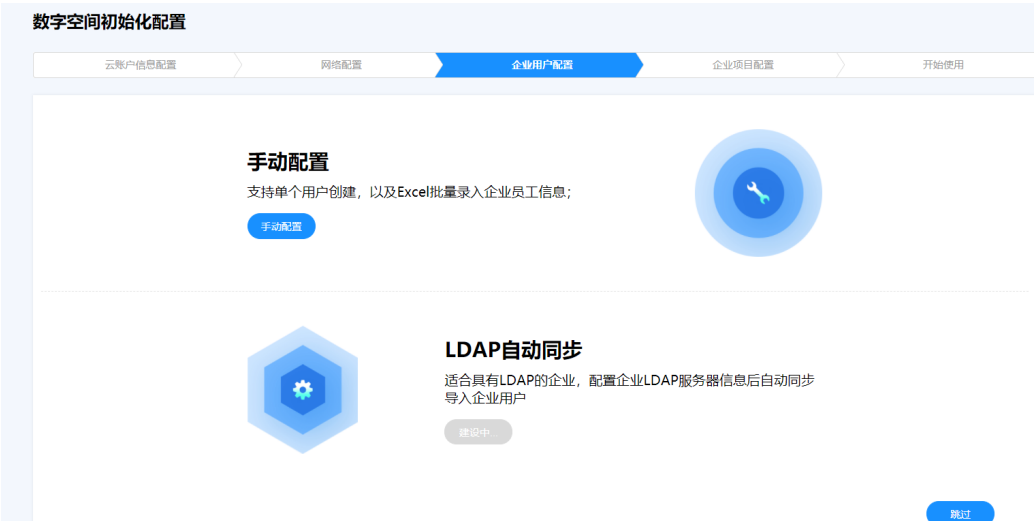 数字空间初始化配置
云账户信息配置
网络配置
企业用户配置
企业项目配置
开始使用
手动配置
支持单个用户创建，以及Excel批量录入企业员工信息；
手动配置
LDAP自动同步
适合具有LDAP的企业，配置企业LDAP服务器信息后自动同步
导入企业用户
建设中...
跳过